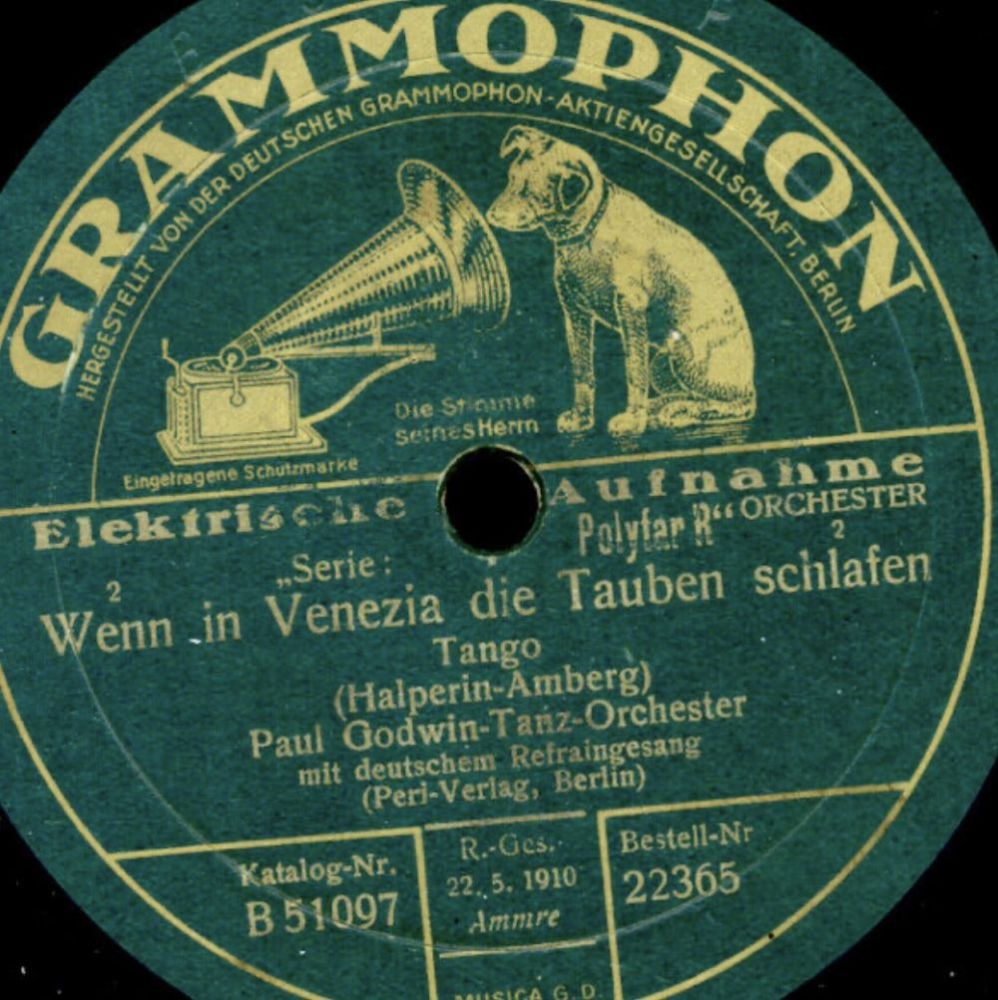 GRAMMOPHON
HERGESTELLT VON DER DEUTSCHEN GRAMMOPHON-AKTIENGESELLSCHAFT, BERLIN
Die Stimme
seines Herrn
Eingetragene Schutzmarke
Elektrische Aufnahme
„Serie: Polyfar R“ ORCHESTER
2 2
Wenn in Venezia die Tauben schlafen
Tango
(Halperin-Amberg)
Paul Godwin-Tanz-Orchester
mit deutschem Refraingesang
(Peri-Verlag, Berlin)
Katalog-Nr.
B 51097
R.-Ges.
22. 5. 1910
Ammre
Bestell-Nr
22365
MUSICA G.D.